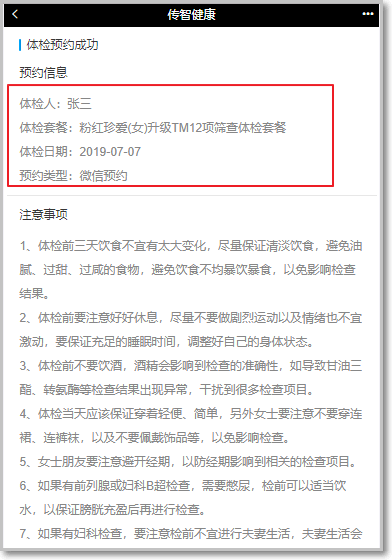 传智健康
体检预约成功
预约信息
体检人：张三
体检套餐：粉红珍爱(女)升级TM12项筛查体检套餐
体检日期：2019-07-07
预约类型：微信预约
注意事项
1、体检前三天饮食不宜有太大变化，尽量保证清淡饮食，避免油
腻、过甜、过咸的食物，避免饮食不均暴饮暴食，以免影响检查
结果。
2、体检前要注意好好休息，尽量不要做剧烈运动以及情绪也不宜
激动，要保证充足的睡眠时间，调整好自己的身体状态。
3、体检前不要饮酒，酒精会影响到检查的准确性，如导致甘油三
酯、转氨酶等检查结果出现异常，干扰到很多检查项目。
4、体检当天应该保证穿着轻便、简单，另外女士要注意不要穿连
裙、连裤袜，以及不要佩戴饰品等，以免影响检查。
5、女士朋友要注意避开经期，以防经期影响到相关的检查项目。
6、如果有前列腺或妇科B超检查，需要憋尿，检前可以适当饮
水，以保证膀胱充盈后再进行检查。
7、如果有妇科检查，要注意检前不宜进行夫妻生活，夫妻生活会